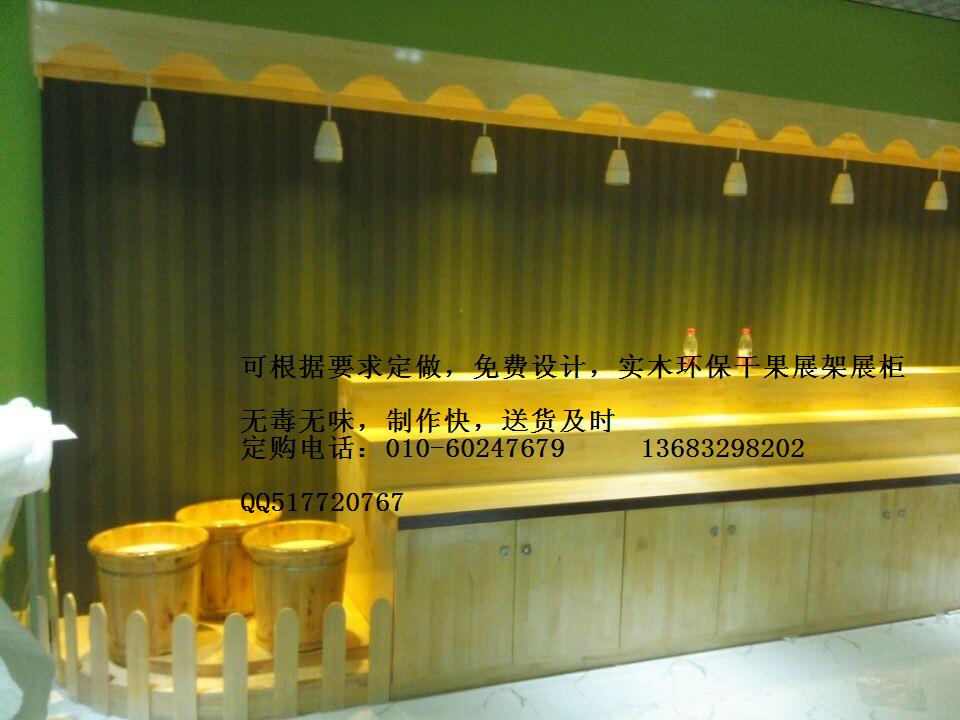 可根据要求定做，免费设计，实木环保干果展架展柜
无毒无味，制作快，送货及时
定购电话：010-60247679 13683298202
QQ517720767